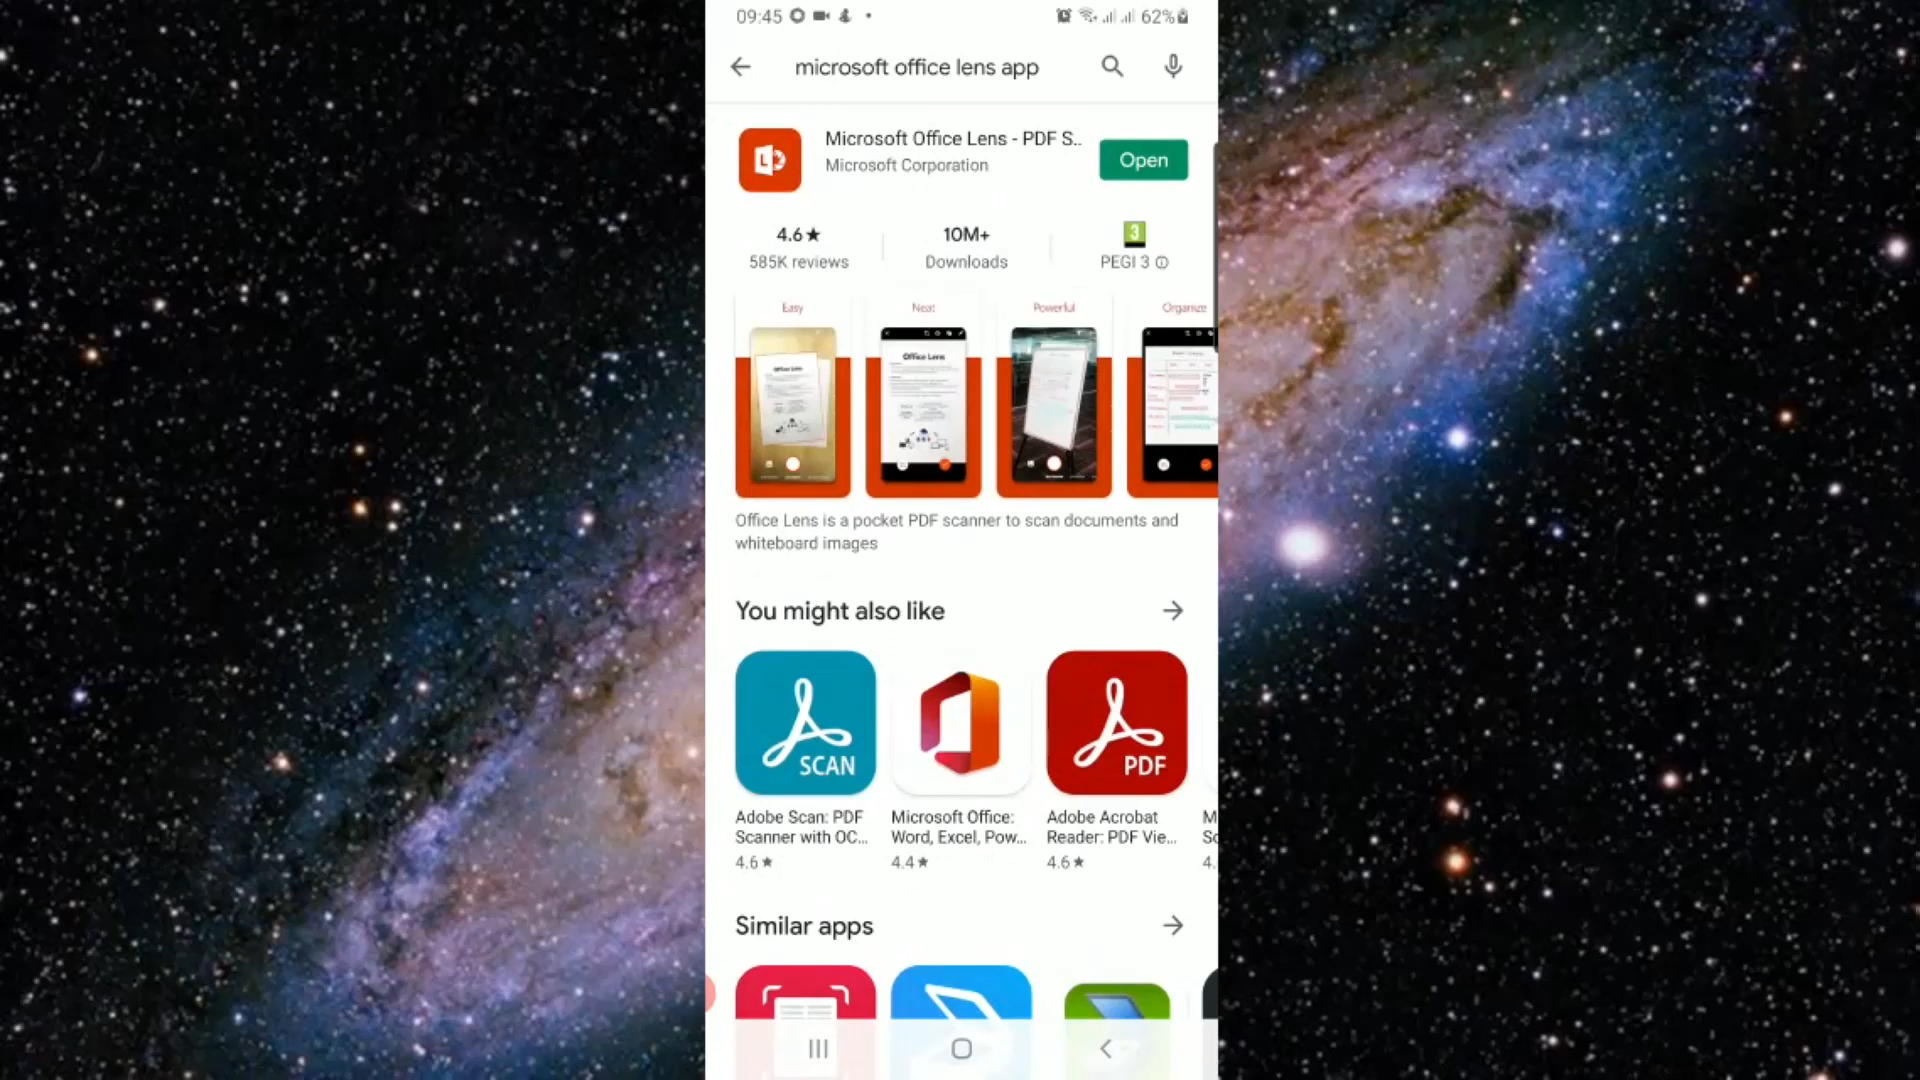 09:45
62%
microsoft office lens app
Microsoft Office Lens - PDF S..
Microsoft Corporation
Open
4.6★
585K reviews
10M+
Downloads
3
PEGI 3
Easy
Neat
Powerful
Organize
Office Lens
Office Lens is a pocket PDF scanner to scan documents and
whiteboard images
You might also like
SCAN
PDF
Adobe Scan: PDF
Scanner with OC...
4.6★
Microsoft Office:
Word, Excel, Pow...
4.4★
Adobe Acrobat
Reader: PDF Vie...
4.6★
M
Sc
4.
Similar apps